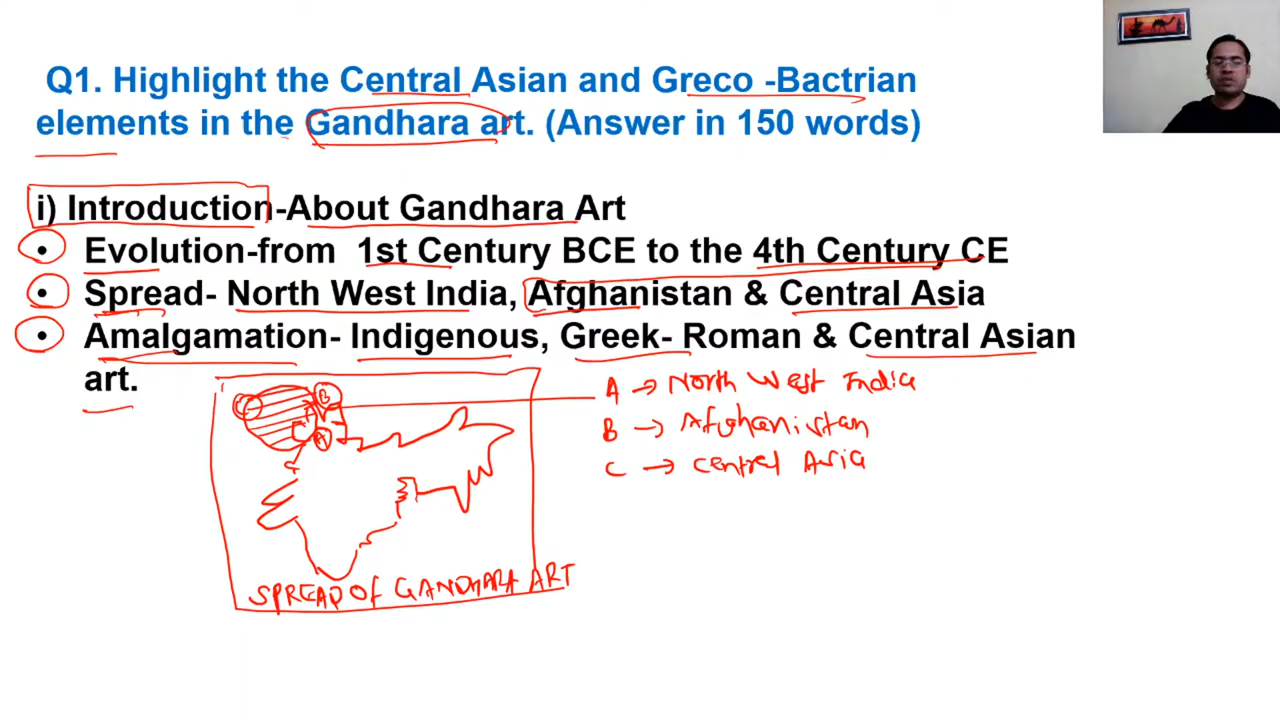 Q1. Highlight the Central Asian and Greco -Bactrian
elements in the Gandhara art. (Answer in 150 words)
i) Introduction-About Gandhara Art
• Evolution-from 1st Century BCE to the 4th Century CE
• Spread- North West India, Afghanistan & Central Asia
• Amalgamation- Indigenous, Greek- Roman & Central Asian
art.
A → North West India
B → Afghanistan
C → Central Asia
B
C
A
SPREAD OF GANDHARA ART